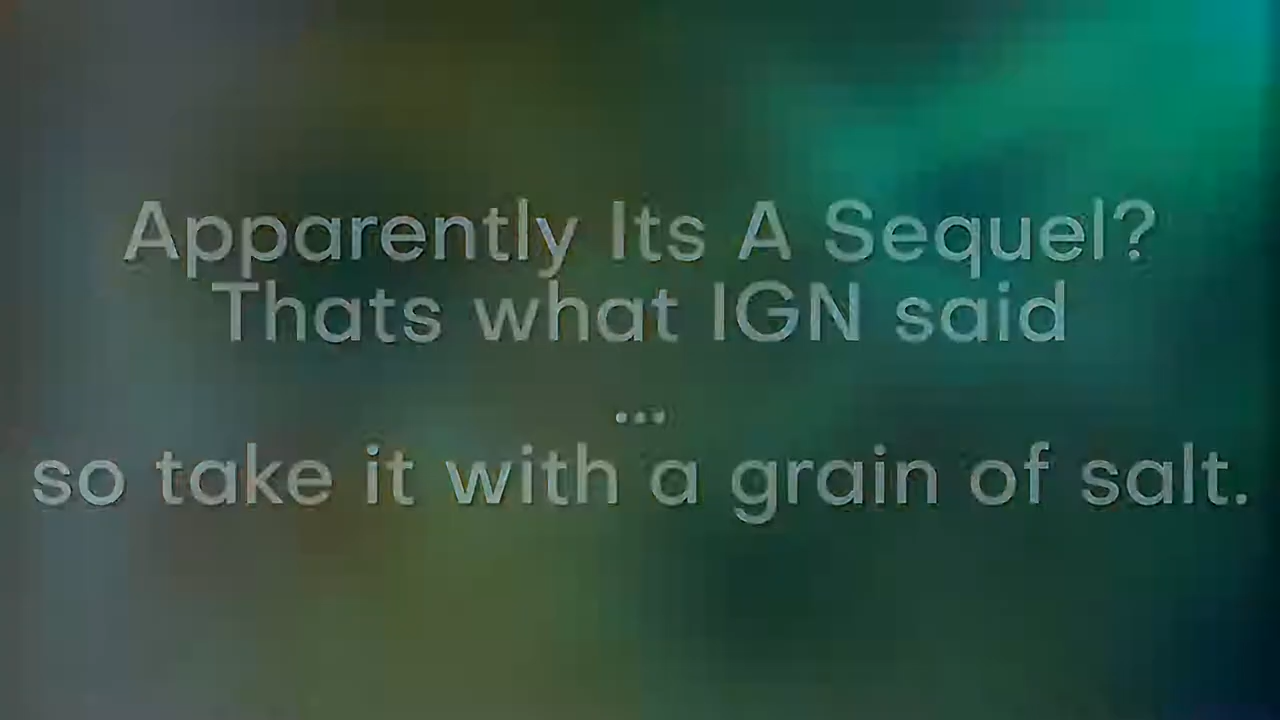 Apparently Its A Sequel?
Thats what IGN said
...
so take it with a grain of salt.